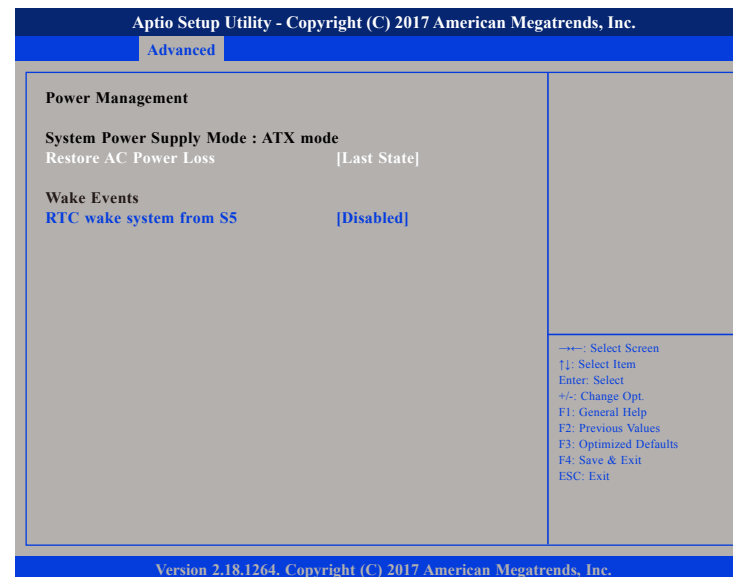 Aptio Setup Utility - Copyright (C) 2017 American Megatrends, Inc.
Advanced
Power Management
System Power Supply Mode : ATX mode
Restore AC Power Loss [Last State]
Wake Events
RTC wake system from S5 [Disabled]
→←: Select Screen
↑↓: Select Item
Enter: Select
+/-: Change Opt.
F1: General Help
F2: Previous Values
F3: Optimized Defaults
F4: Save & Exit
ESC: Exit
Version 2.18.1264. Copyright (C) 2017 American Megatrends, Inc.